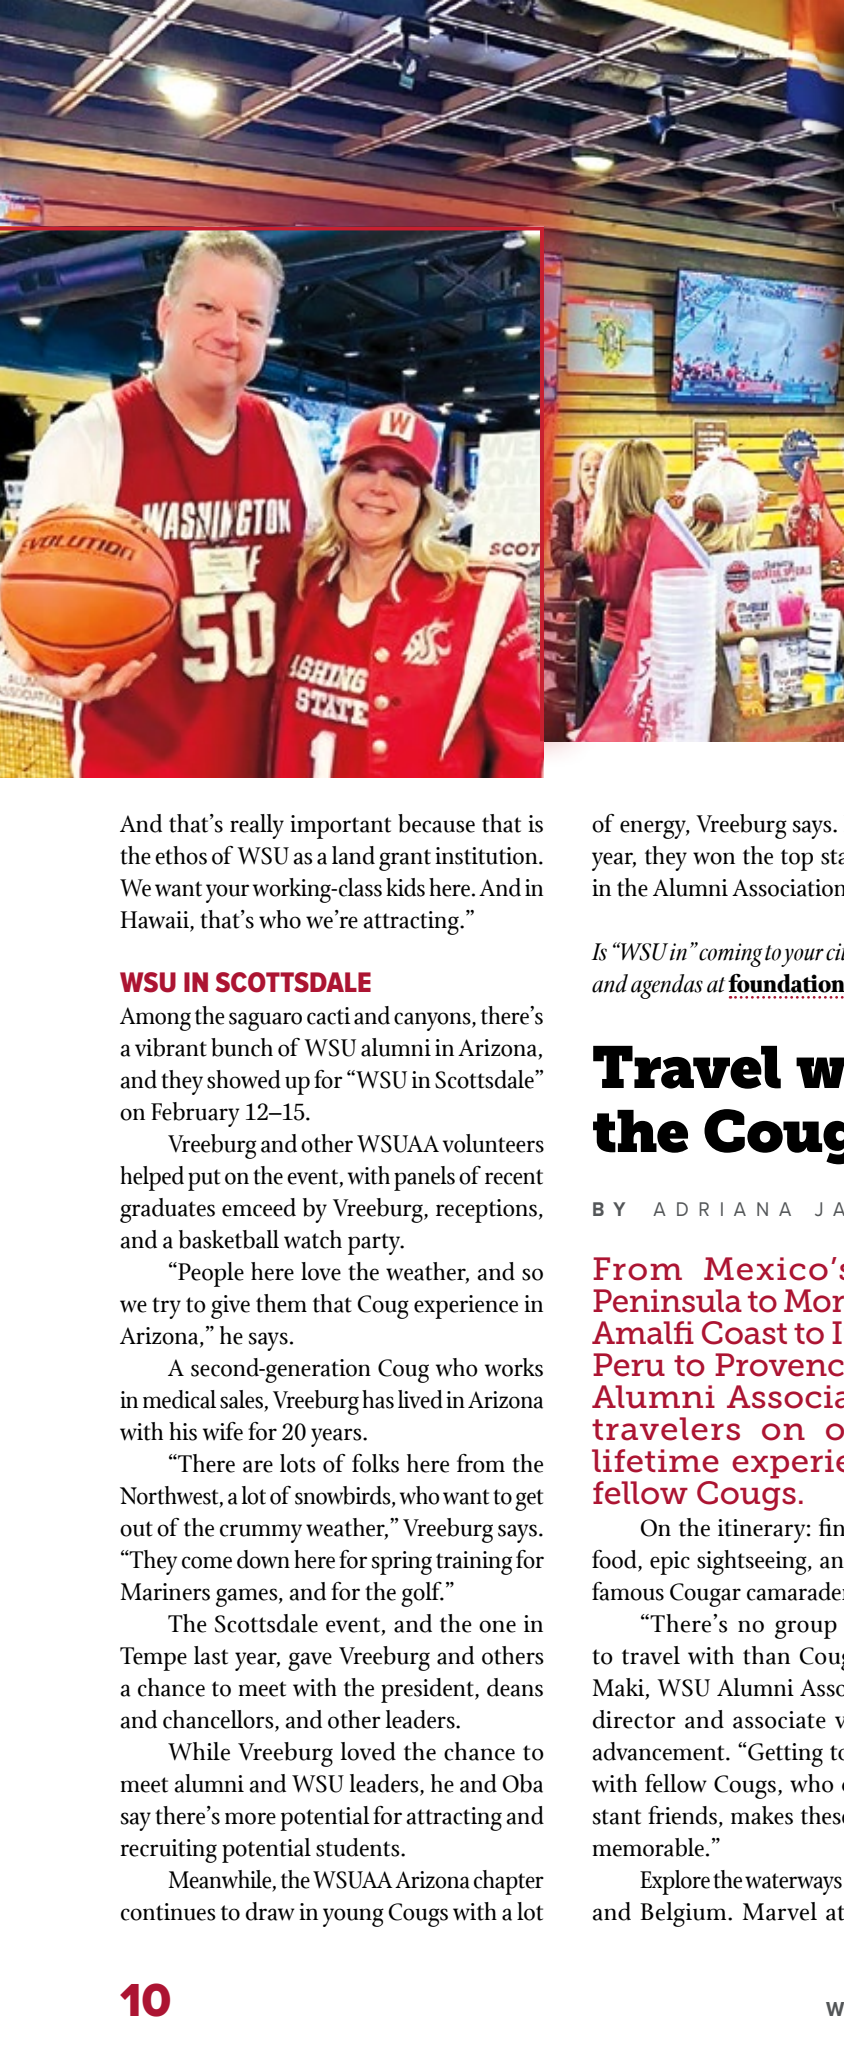 WASHINGTON
50
EVOLUTION
W
SCOT
ASHING
STATE
1
And that’s really important because that is
the ethos of WSU as a land grant institution.
We want your working-class kids here. And in
Hawaii, that’s who we’re attracting.”
WSU IN SCOTTSDALE
Among the saguaro cacti and canyons, there’s
a vibrant bunch of WSU alumni in Arizona,
and they showed up for “WSU in Scottsdale”
on February 12–15.
Vreeburg and other WSUAA volunteers
helped put on the event, with panels of recent
graduates emceed by Vreeburg, receptions,
and a basketball watch party.
“People here love the weather, and so
we try to give them that Coug experience in
Arizona,” he says.
A second-generation Coug who works
in medical sales, Vreeburg has lived in Arizona
with his wife for 20 years.
“There are lots of folks here from the
Northwest, a lot of snowbirds, who want to get
out of the crummy weather,” Vreeburg says.
“They come down here for spring training for
Mariners games, and for the golf.”
The Scottsdale event, and the one in
Tempe last year, gave Vreeburg and others
a chance to meet with the president, deans
and chancellors, and other leaders.
While Vreeburg loved the chance to
meet alumni and WSU leaders, he and Oba
say there’s more potential for attracting and
recruiting potential students.
Meanwhile, the WSUAA Arizona chapter
continues to draw in young Cougs with a lot
of energy, Vreeburg says.
year, they won the top sta
in the Alumni Association
Is “WSU in” coming to your cit
and agendas at foundation
Travel w
the Coug
BY ADRIANA JA
From Mexico’s
Peninsula to Mor
Amalfi Coast to I
Peru to Provenc
Alumni Associa
travelers on o
lifetime experie
fellow Cougs.
On the itinerary: fin
food, epic sightseeing, an
famous Cougar camarader
“There’s no group
to travel with than Coug
Maki, WSU Alumni Asso
director and associate v
advancement. “Getting to
with fellow Cougs, who
stant friends, makes these
memorable.”
Explore the waterways
and Belgium. Marvel at
10
W